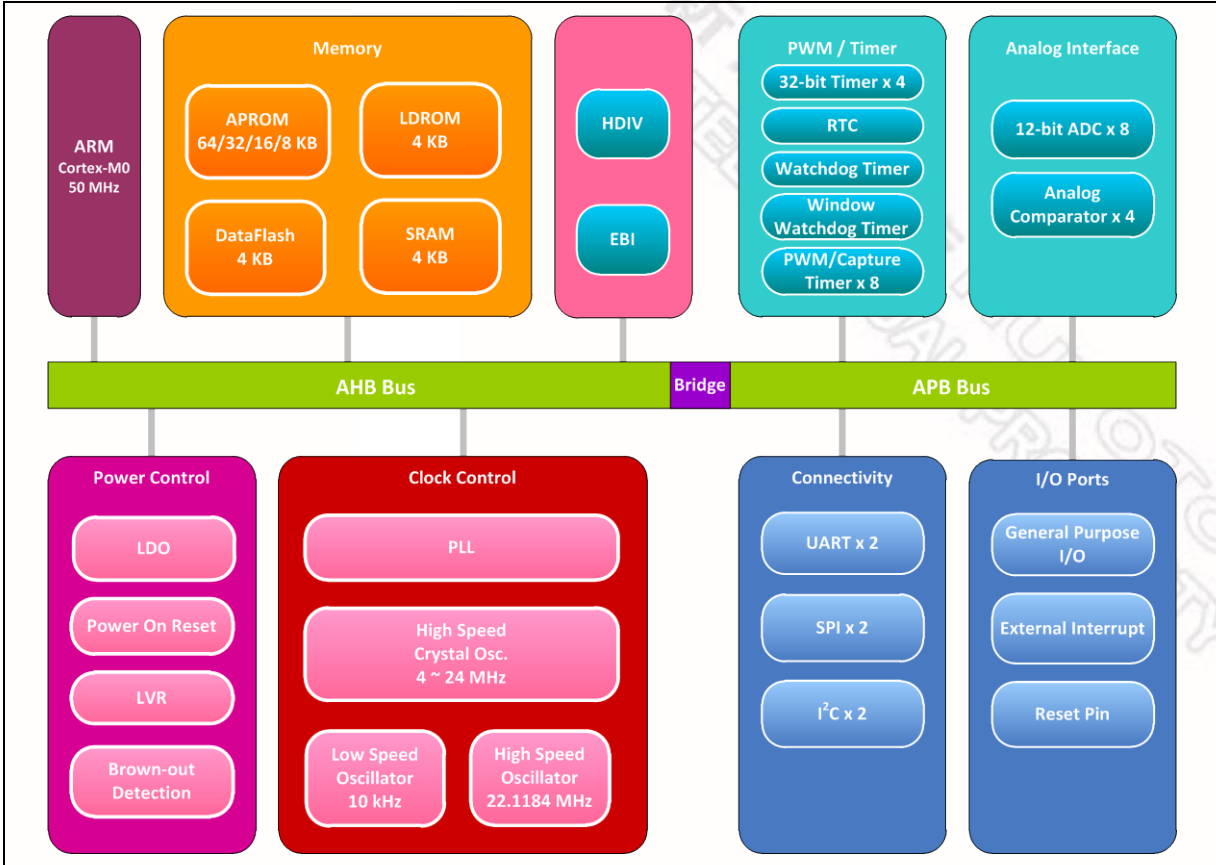 ARM
Cortex-M0
50 MHz
Memory
APROM
64/32/16/8 KB
LDROM
4 KB
DataFlash
4 KB
SRAM
4 KB
HDIV
EBI
PWM / Timer
32-bit Timer x 4
RTC
Watchdog Timer
Window
Watchdog Timer
PWM/Capture
Timer x 8
Analog Interface
12-bit ADC x 8
Analog
Comparator x 4
AHB Bus
Bridge
APB Bus
Power Control
LDO
Power On Reset
LVR
Brown-out
Detection
Clock Control
PLL
High Speed
Crystal Osc.
4 ~ 24 MHz
Low Speed
Oscillator
10 kHz
High Speed
Oscillator
22.1184 MHz
Connectivity
UART x 2
SPI x 2
I²C x 2
I/O Ports
General Purpose
I/O
External Interrupt
Reset Pin